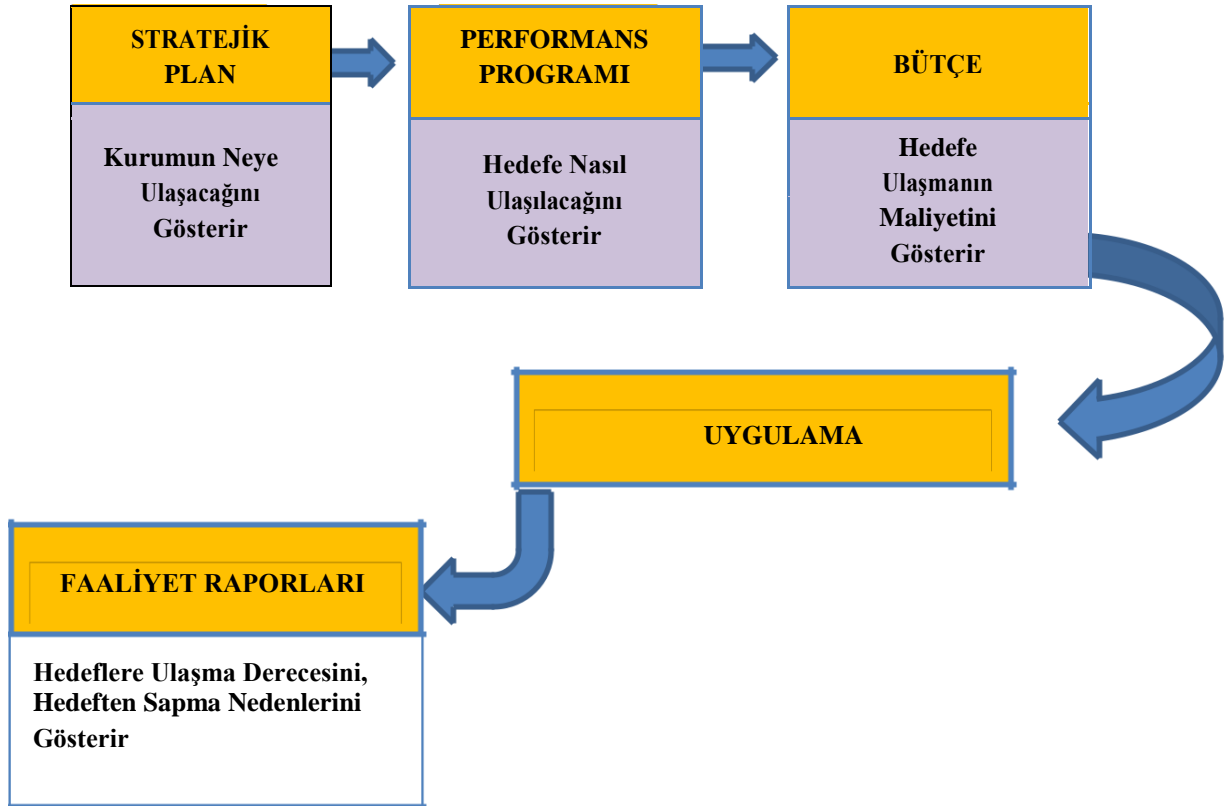 STRATEJİK
PLAN
Kurumun Neye
Ulaşacağını
Gösterir
PERFORMANS
PROGRAMI
Hedefe Nasıl
Ulaşılacağını
Gösterir
BÜTÇE
Hedefe
Ulaşmanın
Maliyetini
Gösterir
UYGULAMA
FAALİYET RAPORLARI
Hedeflere Ulaşma Derecesini,
Hedeften Sapma Nedenlerini
Gösterir